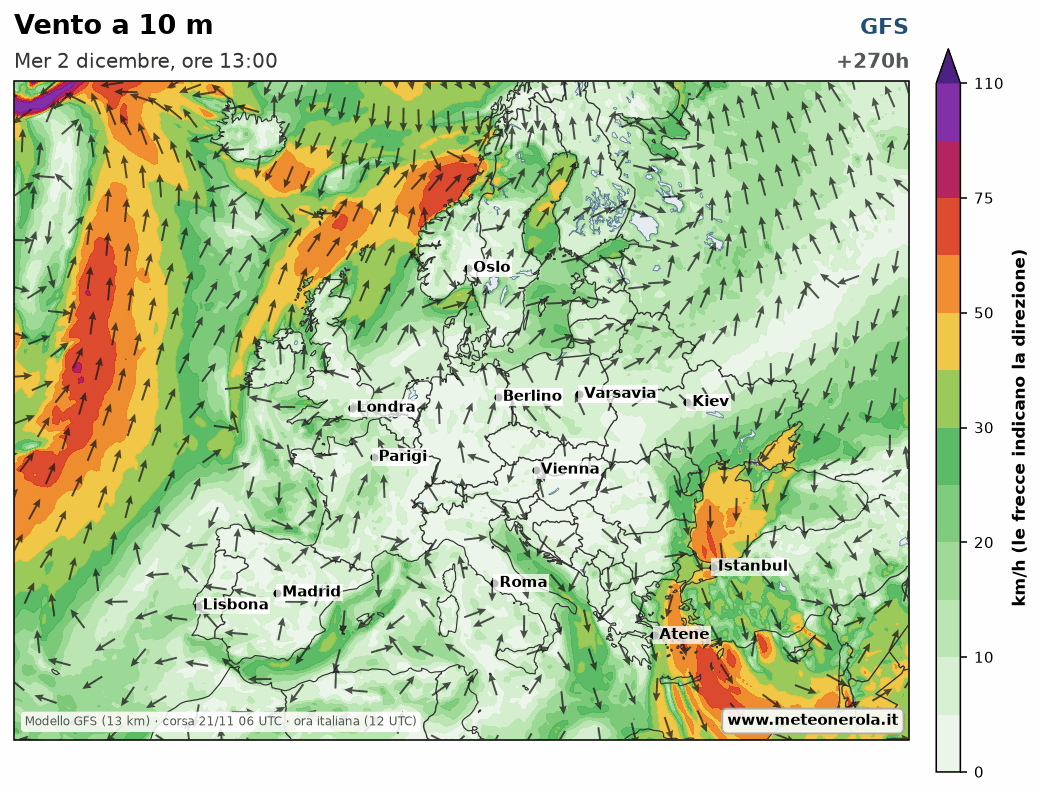 Vento a 10 m
GFS
Mer 2 dicembre, ore 13:00
+270h
110
75
50
30
20
10
0
km/h (le frecce indicano la direzione)
Oslo
Londra
Berlino
Varsavia
Kiev
Parigi
Vienna
Istanbul
Roma
Madrid
Lisbona
Atene
Modello GFS (13 km) · corsa 21/11 06 UTC · ora italiana (12 UTC)
www.meteonerola.it